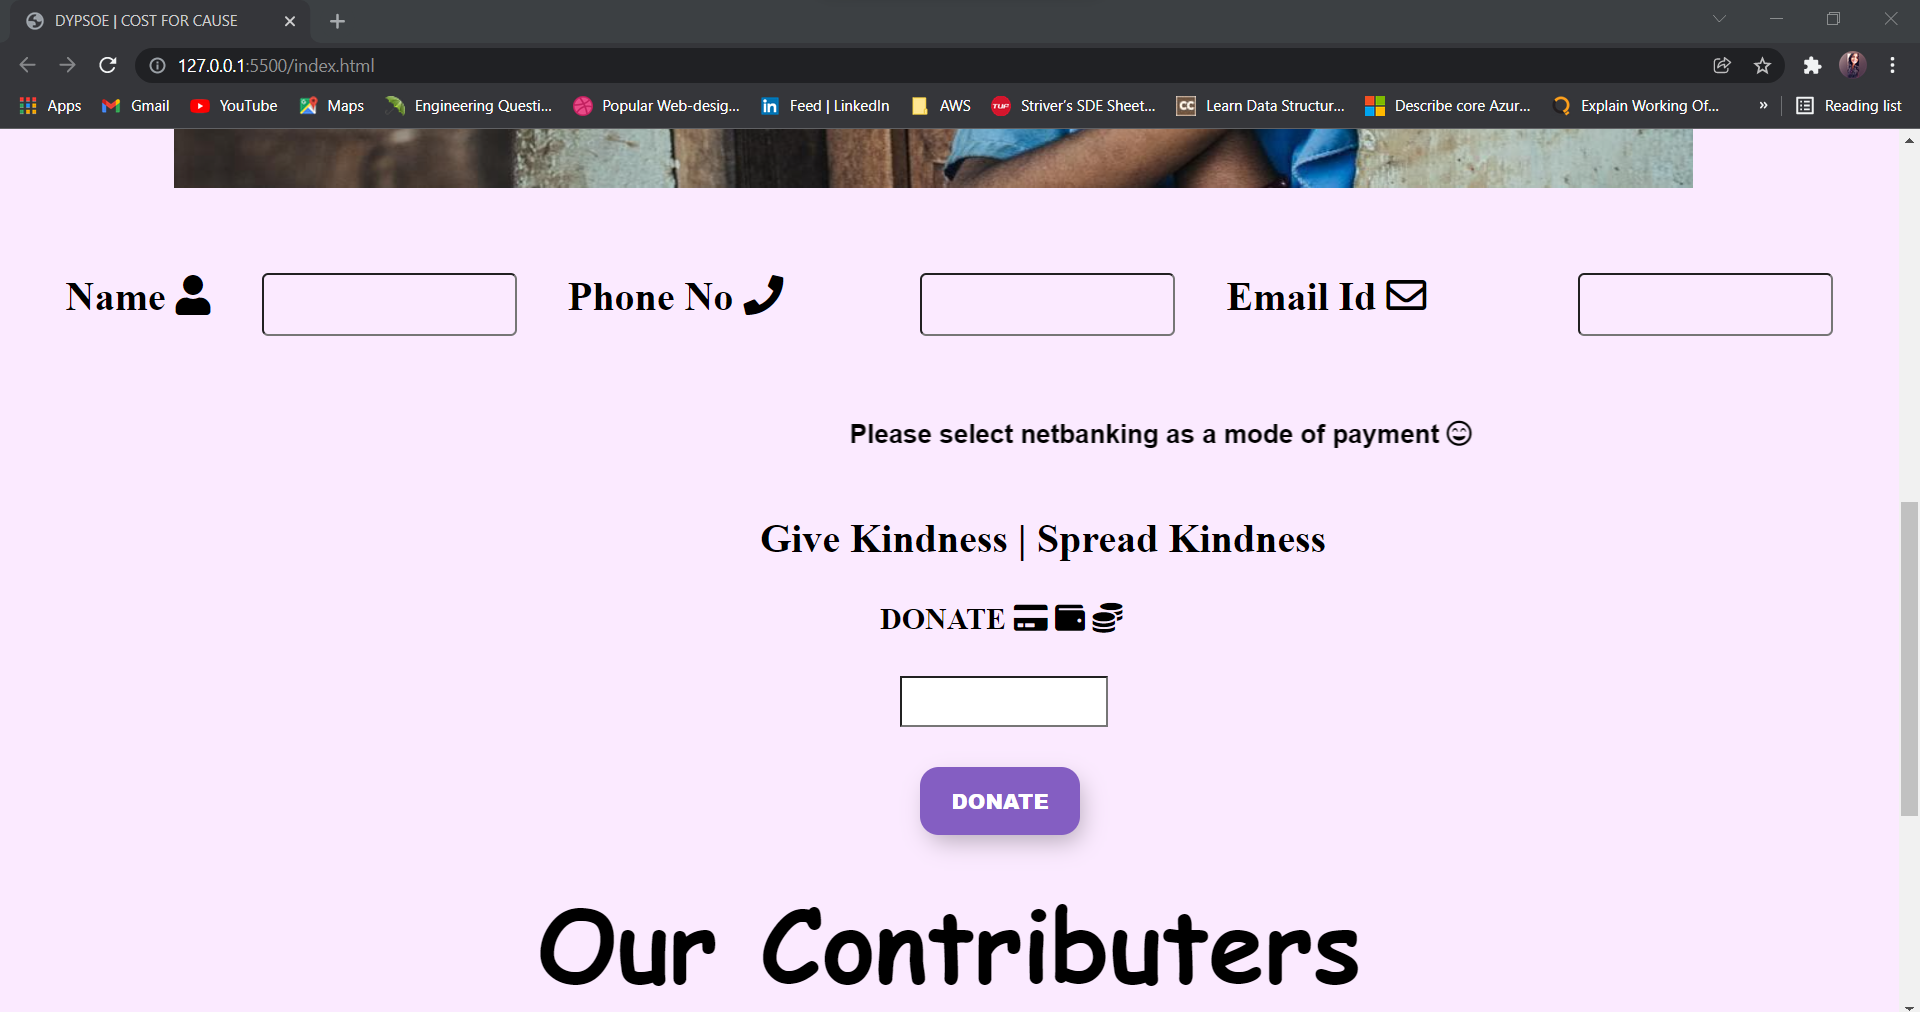 DYPSOE | COST FOR CAUSE
127.0.0.1:5500/index.html
Apps Gmail YouTube Maps Engineering Questi... Popular Web-desig... in Feed | LinkedIn AWS TUF Striver's SDE Sheet... CC Learn Data Structur... Describe core Azur... Explain Working Of... » Reading list
Name Phone No Email Id
Please select netbanking as a mode of payment
Give Kindness | Spread Kindness
DONATE
DONATE
Our Contributers